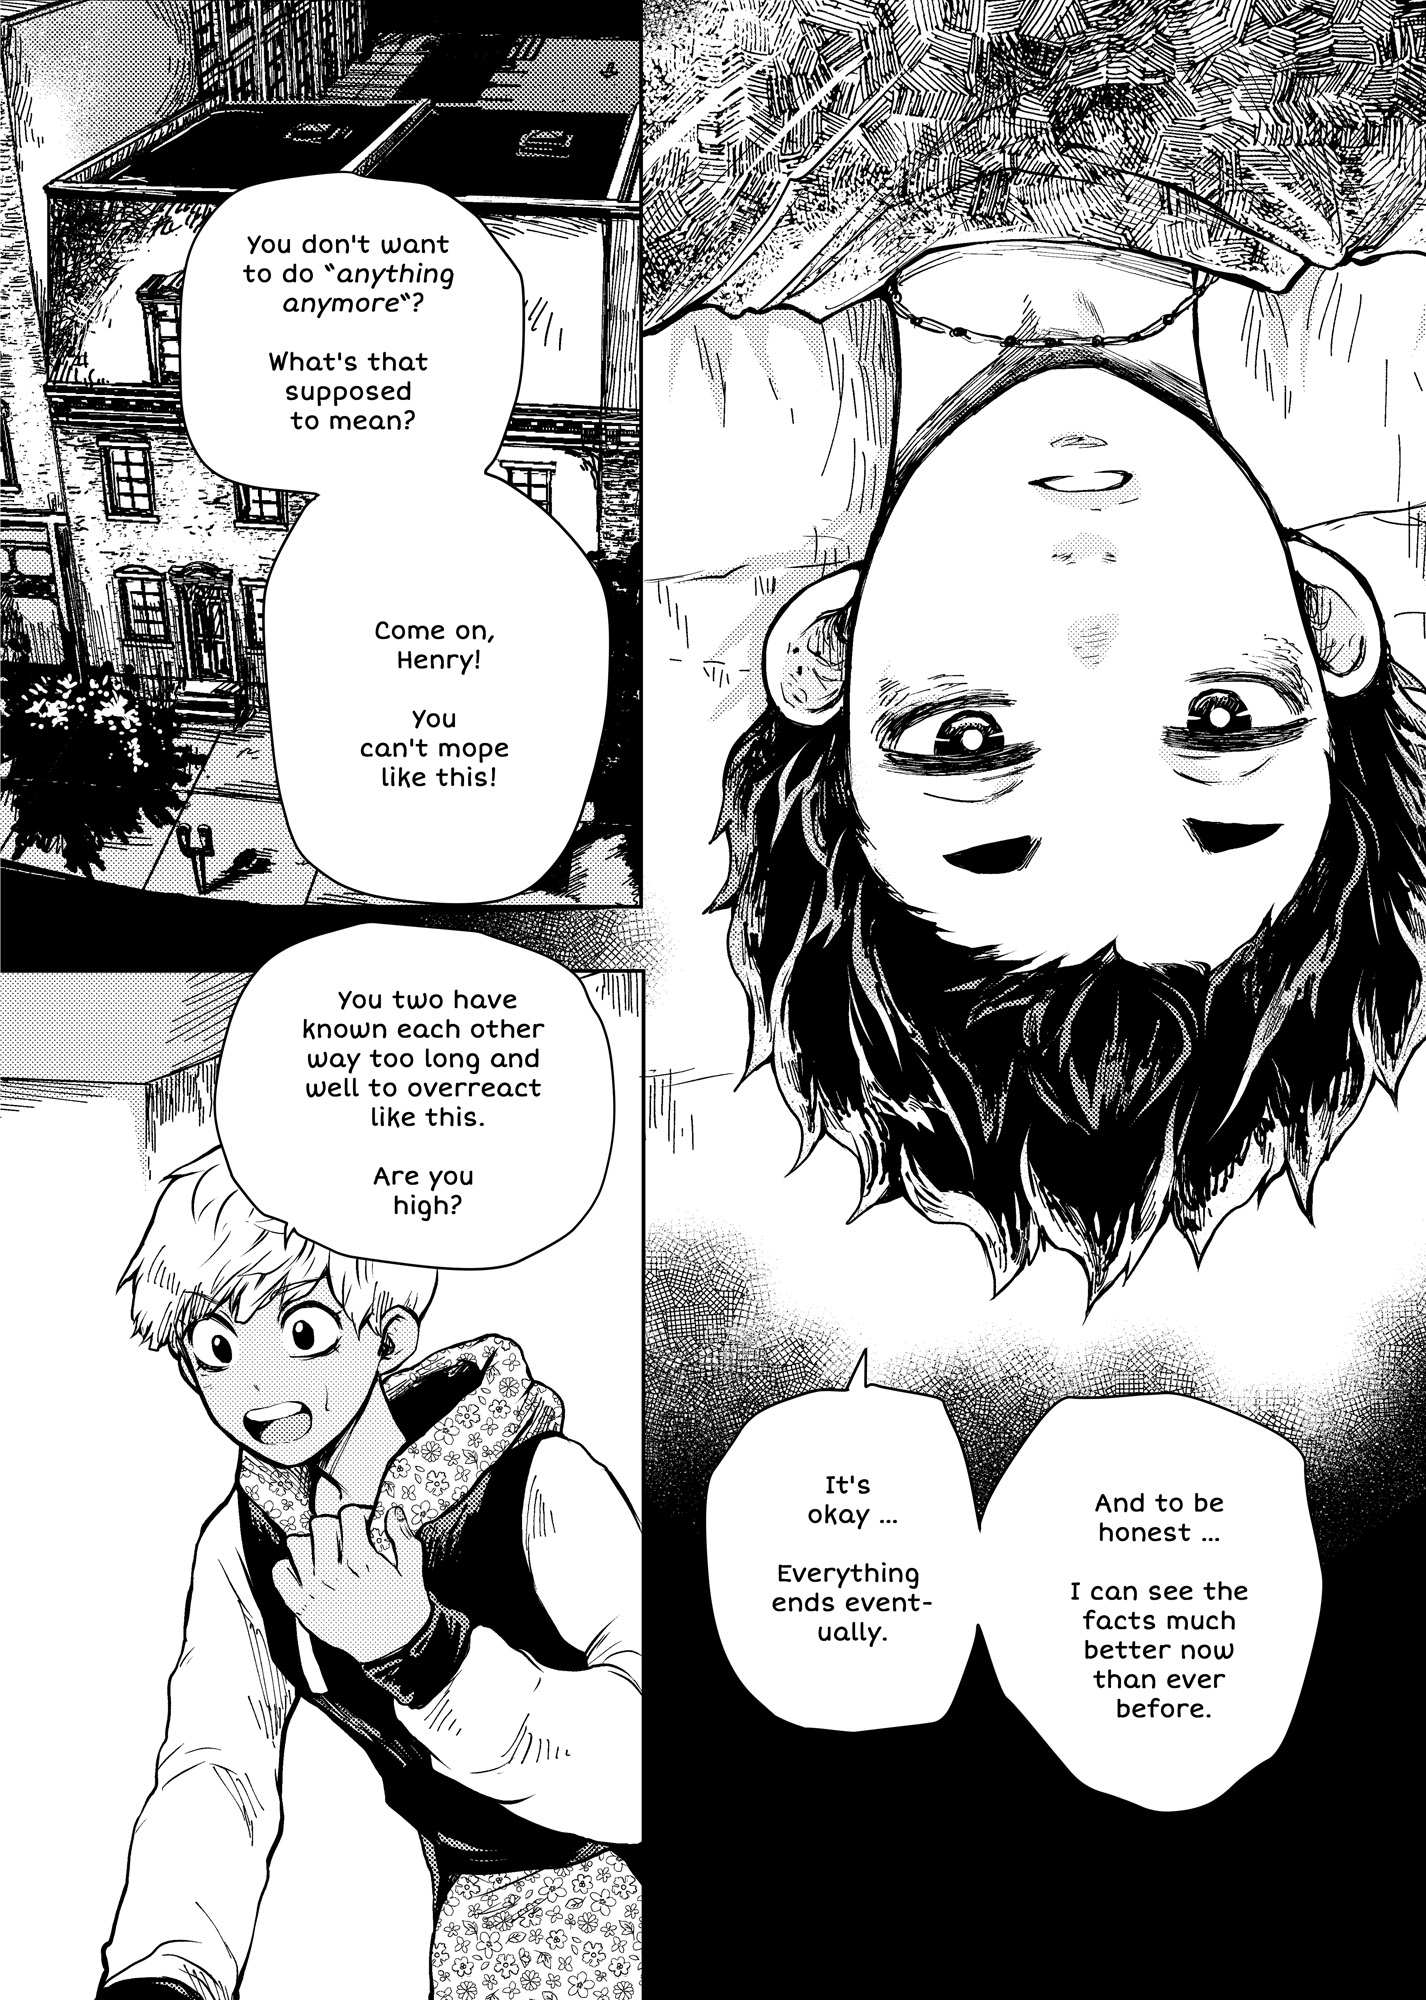 You don't want
to do “anything
anymore“?
What's that
supposed
to mean?
Come on,
Henry!
You
can't mope
like this!
You two have
known each other
way too long and
well to overreact
like this.
Are you
high?
It's
okay ...
Everything
ends event-
ually.
And to be
honest ...
I can see the
facts much
better now
than ever
before.